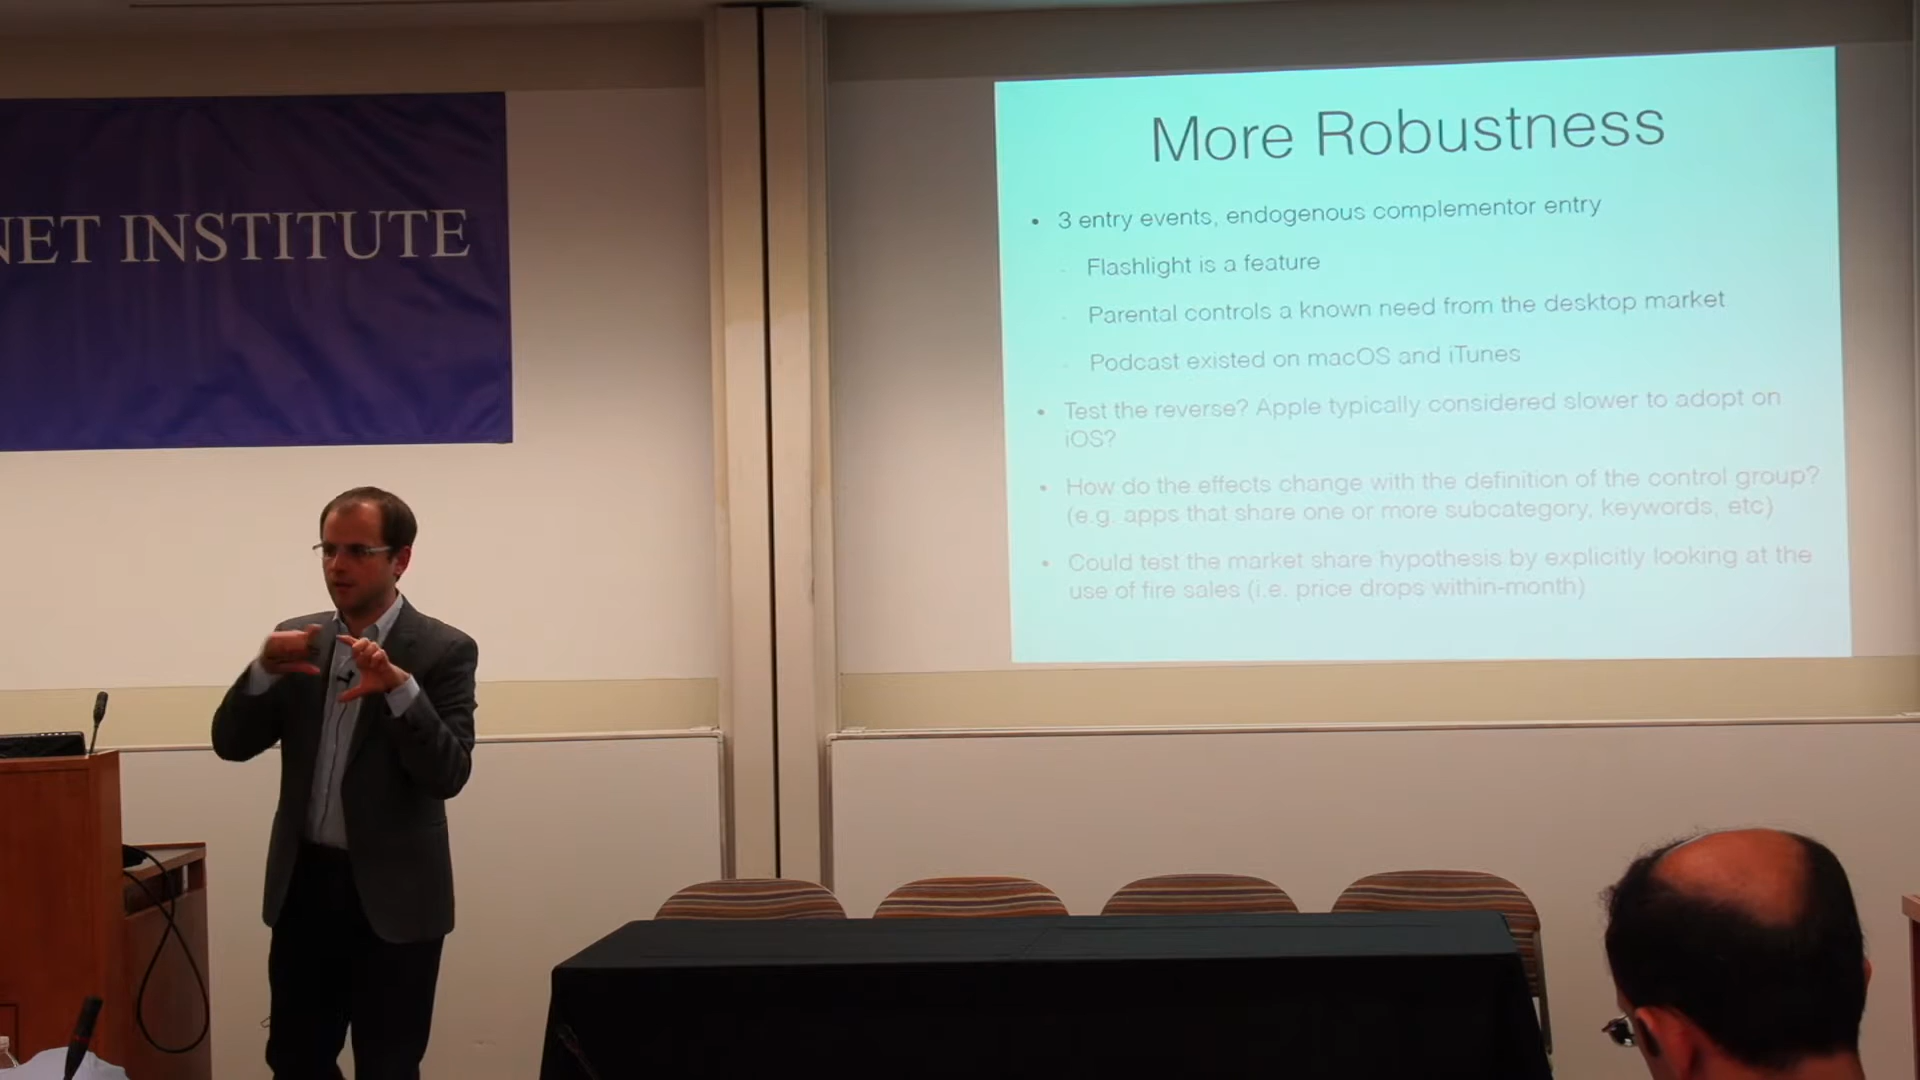 NET INSTITUTE
More Robustness
• 3 entry events, endogenous complementor entry
- Flashlight is a feature
- Parental controls a known need from the desktop market
- Podcast existed on macOS and iTunes
• Test the reverse? Apple typically considered slower to adopt on
iOS?
• How do the effects change with the definition of the control group?
(e.g. apps that share one or more subcategory, keywords, etc)
• Could test the market share hypothesis by explicitly looking at the
use of fire sales (i.e. price drops within-month)